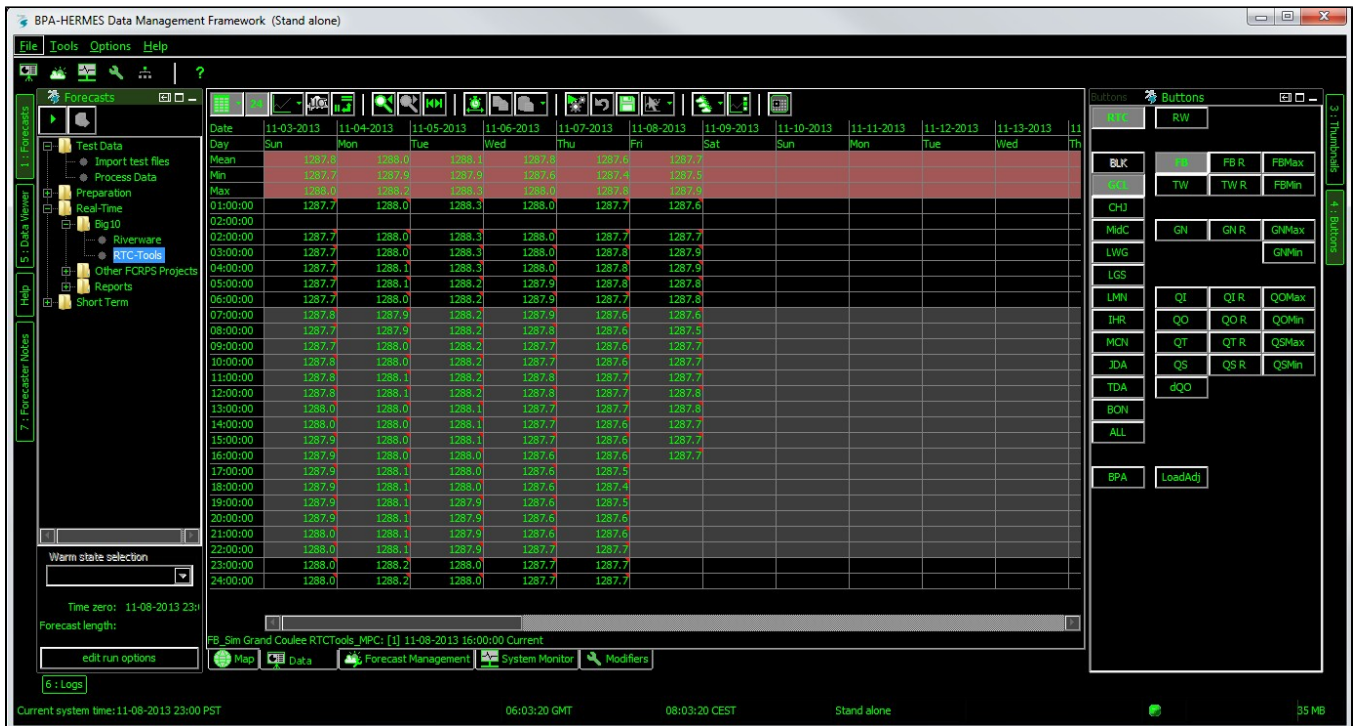 BPA-HERMES Data Management Framework (Stand alone)
File Tools Options Help
?
1 : Forecasts
5 : Data Viewer
Help
7 : Forecaster Notes
Forecasts
Test Data
Import test files
Process Data
Preparation
Real-Time
Big10
Riverware
RTC-Tools
Other FCRPS Projects
Reports
Short Term
Warm state selection
Time zero: 11-08-2013 23:
Forecast length:
edit run options
6 : Logs
24
Date 11-03-2013 11-04-2013 11-05-2013 11-06-2013 11-07-2013 11-08-2013 11-09-2013 11-10-2013 11-11-2013 11-12-2013 11-13-2013 11
Day Sun Mon Tue Wed Thu Fri Sat Sun Mon Tue Wed Th
Mean 1287.8 1288.0 1288.1 1287.8 1287.6 1287.7
Min 1287.7 1287.9 1287.9 1287.6 1287.4 1287.5
Max 1288.0 1288.2 1288.3 1288.0 1287.8 1287.9
01:00:00 1287.7 1288.0 1288.3 1288.0 1287.7 1287.6
02:00:00
02:00:00 1287.7 1288.0 1288.3 1288.0 1287.7 1287.7
03:00:00 1287.7 1288.0 1288.3 1288.0 1287.8 1287.9
04:00:00 1287.7 1288.1 1288.3 1288.0 1287.8 1287.9
05:00:00 1287.7 1288.1 1288.2 1287.9 1287.8 1287.8
06:00:00 1287.7 1288.0 1288.2 1287.9 1287.7 1287.8
07:00:00 1287.8 1287.9 1288.2 1287.9 1287.6 1287.6
08:00:00 1287.7 1287.9 1288.2 1287.8 1287.6 1287.5
09:00:00 1287.7 1288.0 1288.2 1287.7 1287.6 1287.7
10:00:00 1287.8 1288.0 1288.2 1287.7 1287.6 1287.7
11:00:00 1287.8 1288.1 1288.2 1287.8 1287.7 1287.7
12:00:00 1287.8 1288.1 1288.2 1287.8 1287.7 1287.8
13:00:00 1288.0 1288.0 1288.1 1287.7 1287.7 1287.8
14:00:00 1288.0 1288.0 1288.1 1287.7 1287.6 1287.7
15:00:00 1287.9 1288.0 1288.1 1287.7 1287.6 1287.7
16:00:00 1287.9 1288.0 1288.0 1287.6 1287.6 1287.7
17:00:00 1287.9 1288.1 1288.0 1287.6 1287.5
18:00:00 1287.9 1288.1 1288.0 1287.6 1287.4
19:00:00 1287.9 1288.1 1287.9 1287.6 1287.5
20:00:00 1287.9 1288.1 1287.9 1287.6 1287.6
21:00:00 1288.0 1288.1 1287.9 1287.6 1287.6
22:00:00 1288.0 1288.1 1287.9 1287.7 1287.7
23:00:00 1288.0 1288.2 1288.0 1287.7 1287.7
24:00:00 1288.0 1288.2 1288.0 1287.7 1287.7
FB_Sim Grand Coulee RTCTools_MPC: [1] 11-08-2013 16:00:00 Current
Map Data Forecast Management System Monitor Modifiers
Buttons Buttons
RTC RW
BLK FB FB R FBMax
GCL TW TW R FBMin
CHJ
MidC GN GN R GNMax
LWG GNMin
LGS
LMN QI QI R QOMax
IHR QO QO R QOMin
MCN QT QT R QSMax
JDA QS QS R QSMin
TDA dQO
BON
ALL
BPA LoadAdj
3 : Thumbnails
4 : Buttons
Current system time:11-08-2013 23:00 PST 06:03:20 GMT 08:03:20 CEST Stand alone 35 MB